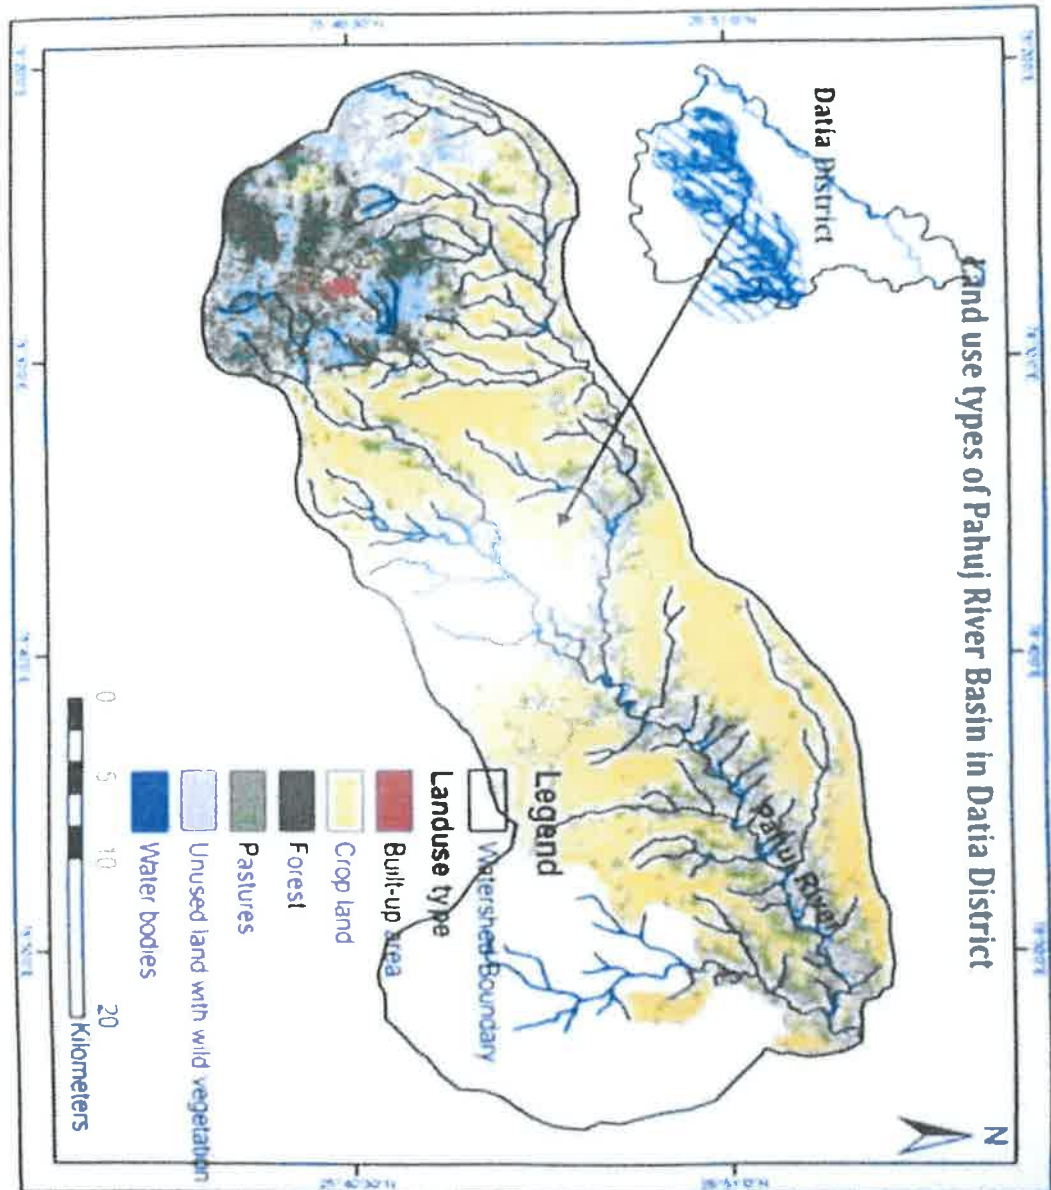 Land use types of Pahuj River Basin in Datia District
N
Datia District
Pahuj River
Legend
Watershed Boundary
Landuse type
Built-up area
Crop land
Forest
Pastures
Unused land with wild vegetation
Water bodies
0 5 10 20
Kilometers